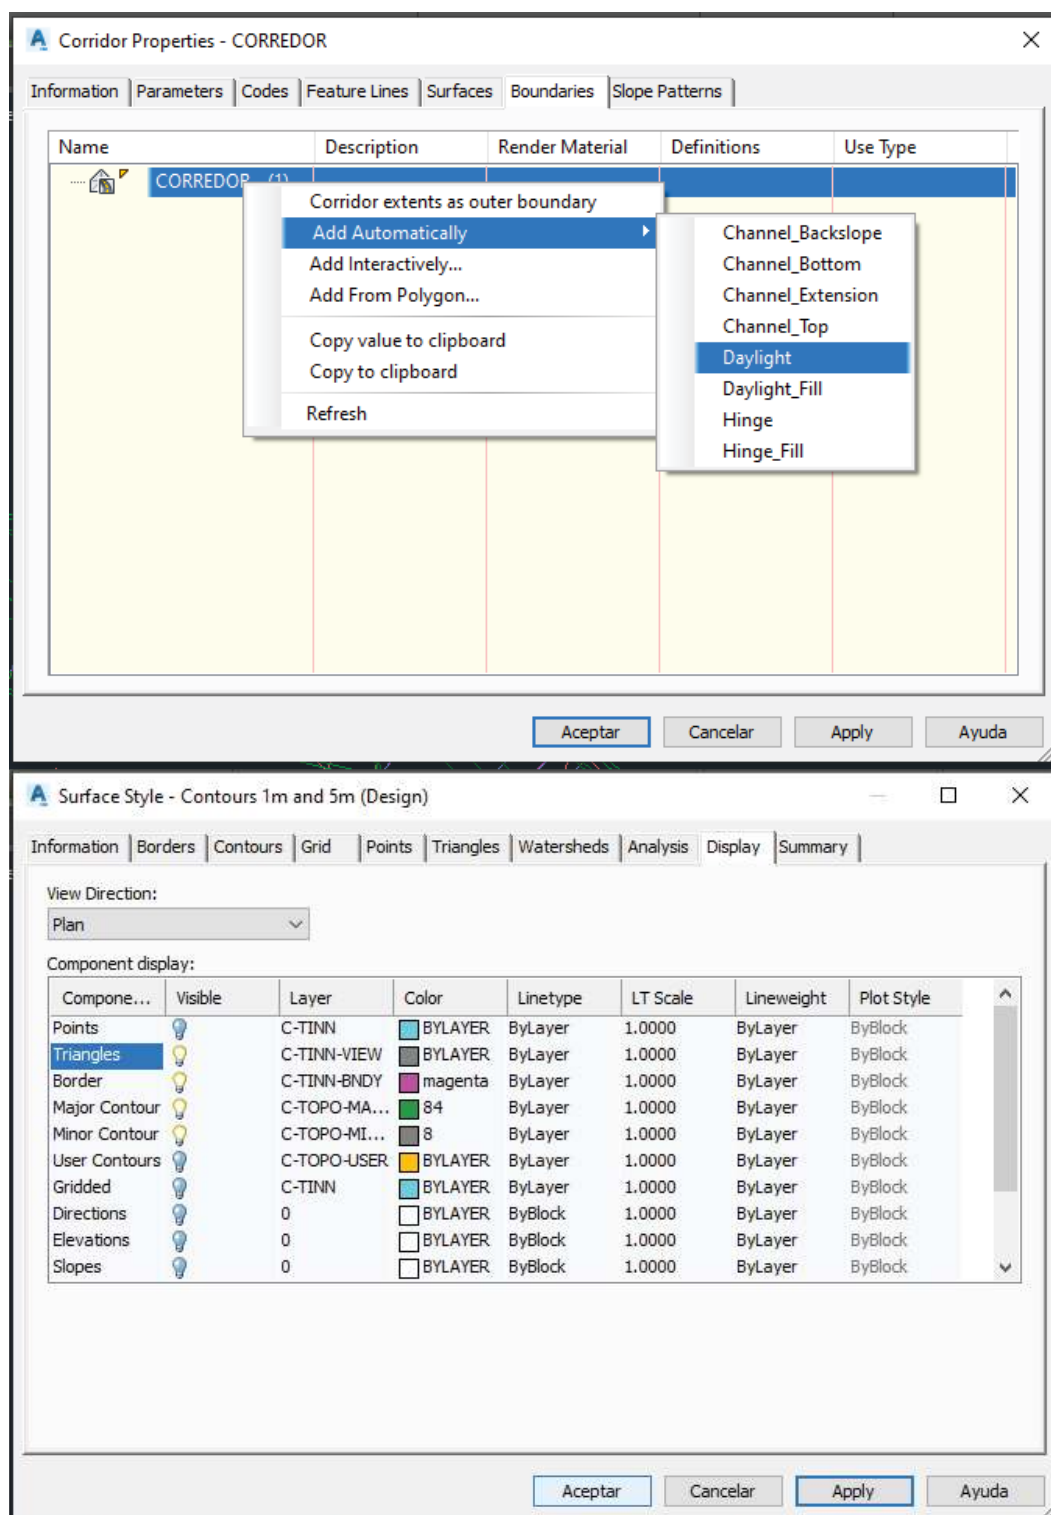 Corridor Properties - CORREDOR
Information Parameters Codes Feature Lines Surfaces Boundaries Slope Patterns
Name Description Render Material Definitions Use Type
CORREDOR (1)
Corridor extents as outer boundary
Add Automatically
Add Interactively...
Add From Polygon...
Copy value to clipboard
Copy to clipboard
Refresh
Channel_Backslope
Channel_Bottom
Channel_Extension
Channel_Top
Daylight
Daylight_Fill
Hinge
Hinge_Fill
Aceptar Cancelar Apply Ayuda
Surface Style - Contours 1m and 5m (Design)
Information Borders Contours Grid Points Triangles Watersheds Analysis Display Summary
View Direction:
Plan
Component display:
Compone... Visible Layer Color Linetype LT Scale Lineweight Plot Style
Points C-TINN BYLAYER ByLayer 1.0000 ByLayer ByBlock
Triangles C-TINN-VIEW BYLAYER ByLayer 1.0000 ByLayer ByBlock
Border C-TINN-BNDY magenta ByLayer 1.0000 ByLayer ByBlock
Major Contour C-TOPO-MA... 84 ByLayer 1.0000 ByLayer ByBlock
Minor Contour C-TOPO-MI... 8 ByLayer 1.0000 ByLayer ByBlock
User Contours C-TOPO-USER BYLAYER ByLayer 1.0000 ByLayer ByBlock
Gridded C-TINN BYLAYER ByLayer 1.0000 ByLayer ByBlock
Directions 0 BYLAYER ByBlock 1.0000 ByLayer ByBlock
Elevations 0 BYLAYER ByBlock 1.0000 ByLayer ByBlock
Slopes 0 BYLAYER ByBlock 1.0000 ByLayer ByBlock
Aceptar Cancelar Apply Ayuda